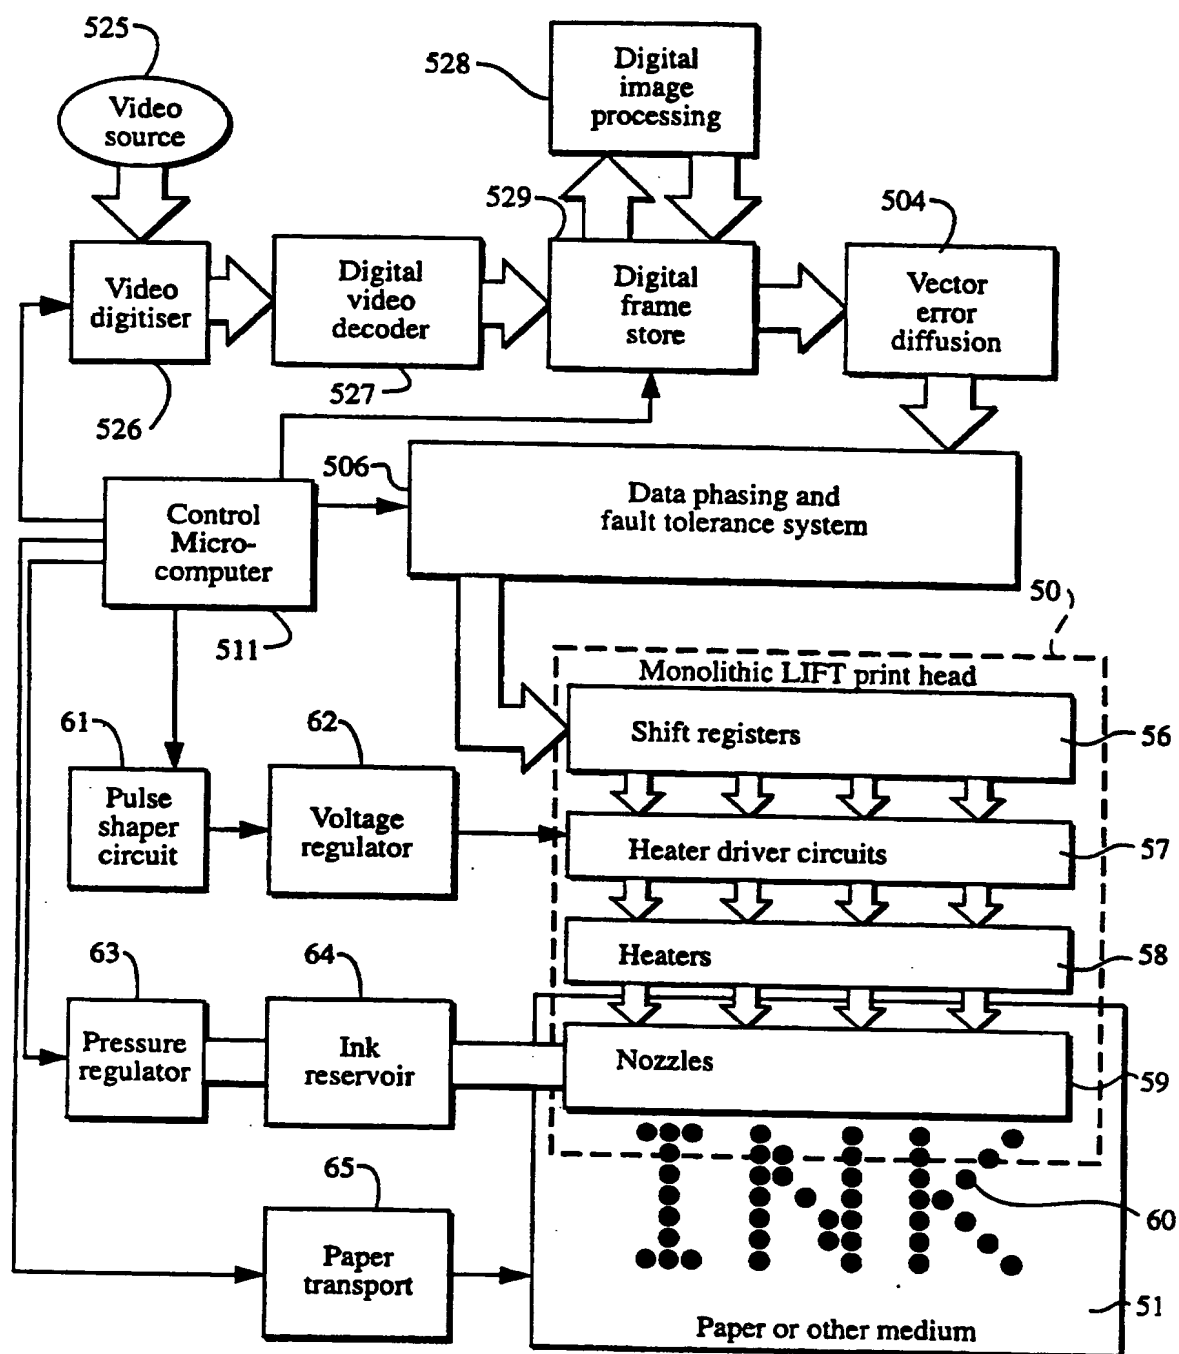 525
Video
source
528
Digital
image
processing
529
504
Video
digitiser
Digital
video
decoder
Digital
frame
store
Vector
error
diffusion
526
527
506
Control
Micro-
computer
Data phasing and
fault tolerance system
511
50
Monolithic LIFT print head
61
62
Shift registers
56
Pulse
shaper
circuit
Voltage
regulator
Heater driver circuits
57
63
64
Heaters
58
Pressure
regulator
Ink
reservoir
Nozzles
59
INK
65
60
Paper
transport
51
Paper or other medium